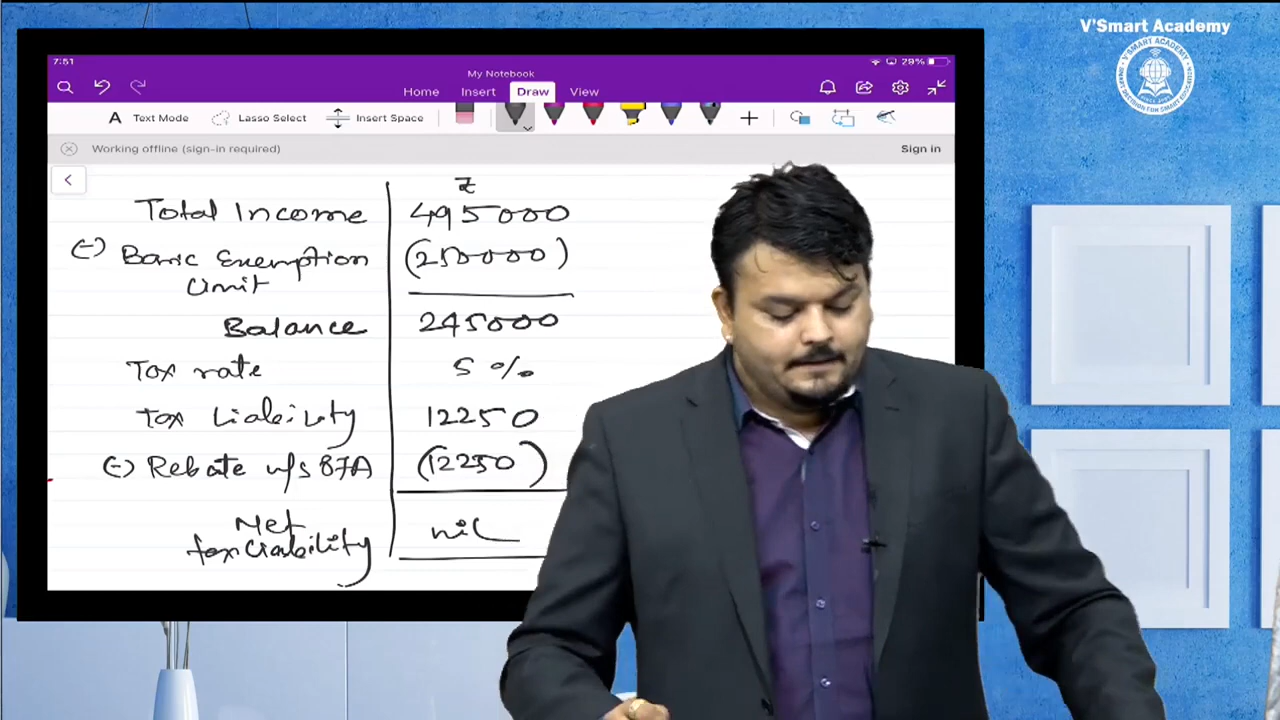 V'Smart Academy
7:51
29%
My Notebook
Home Insert Draw View
Text Mode Lasso Select Insert Space
Working offline (sign-in required) Sign in
₹
Total Income 495000
(-) Basic Exemption (250000)
Limit
Balance 245000
Tax rate 5 %
Tax Liability 12250
(-) Rebate u/s 87A (12250)
Net nil
tax liability